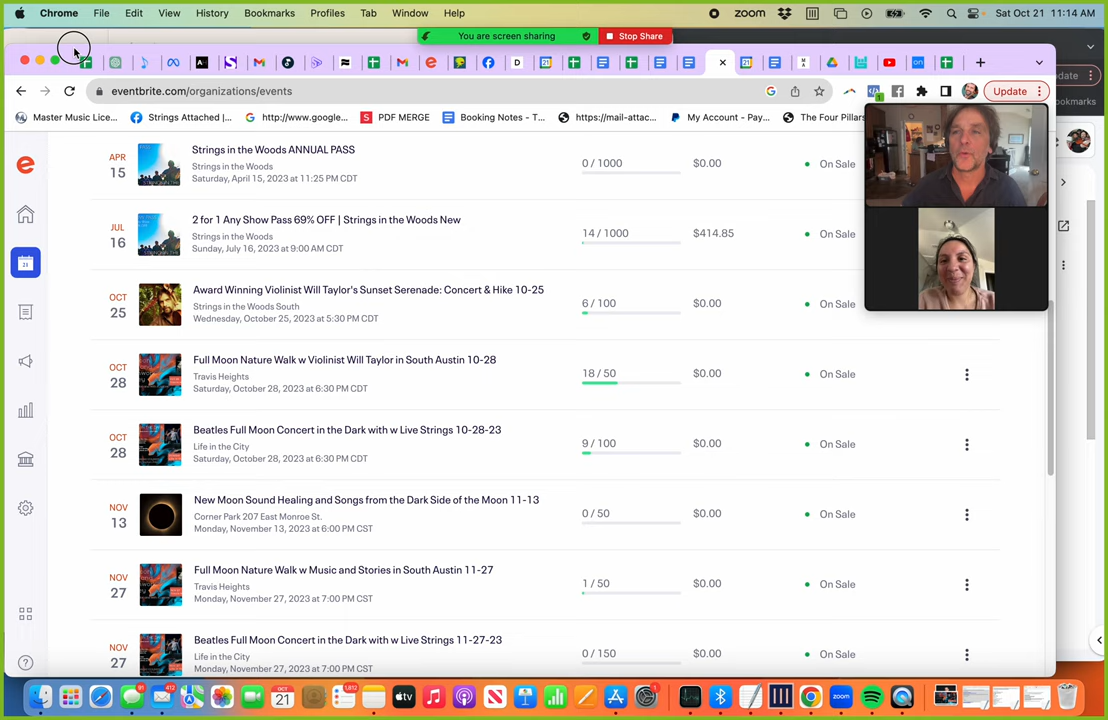 Chrome File Edit View History Bookmarks Profiles Tab Window Help zoom Sat Oct 21 11:14 AM
You are screen sharing Stop Share
eventbrite.com/organizations/events Update
Master Music Lice... Strings Attached |... http://www.google... PDF MERGE Booking Notes - T... https://mail-attac... My Account - Pay... The Four Pillars
APR
15
Strings in the Woods ANNUAL PASS
Strings in the Woods
Saturday, April 15, 2023 at 11:25 PM CDT
0 / 1000 $0.00 On Sale
JUL
16
2 for 1 Any Show Pass 69% OFF | Strings in the Woods New
Strings in the Woods
Sunday, July 16, 2023 at 9:00 AM CDT
14 / 1000 $414.85 On Sale
OCT
25
Award Winning Violinist Will Taylor's Sunset Serenade: Concert & Hike 10-25
Strings in the Woods South
Wednesday, October 25, 2023 at 5:30 PM CDT
6 / 100 $0.00 On Sale
OCT
28
Full Moon Nature Walk w Violinist Will Taylor in South Austin 10-28
Travis Heights
Saturday, October 28, 2023 at 6:30 PM CDT
18 / 50 $0.00 On Sale
OCT
28
Beatles Full Moon Concert in the Dark with w Live Strings 10-28-23
Life in the City
Saturday, October 28, 2023 at 6:30 PM CDT
9 / 100 $0.00 On Sale
NOV
13
New Moon Sound Healing and Songs from the Dark Side of the Moon 11-13
Corner Park 207 East Monroe St.
Monday, November 13, 2023 at 6:00 PM CST
0 / 50 $0.00 On Sale
NOV
27
Full Moon Nature Walk w Music and Stories in South Austin 11-27
Travis Heights
Monday, November 27, 2023 at 7:00 PM CST
1 / 50 $0.00 On Sale
NOV
27
Beatles Full Moon Concert in the Dark with w Live Strings 11-27-23
Life in the City
Monday, November 27, 2023 at 7:00 PM CST
0 / 150 $0.00 On Sale